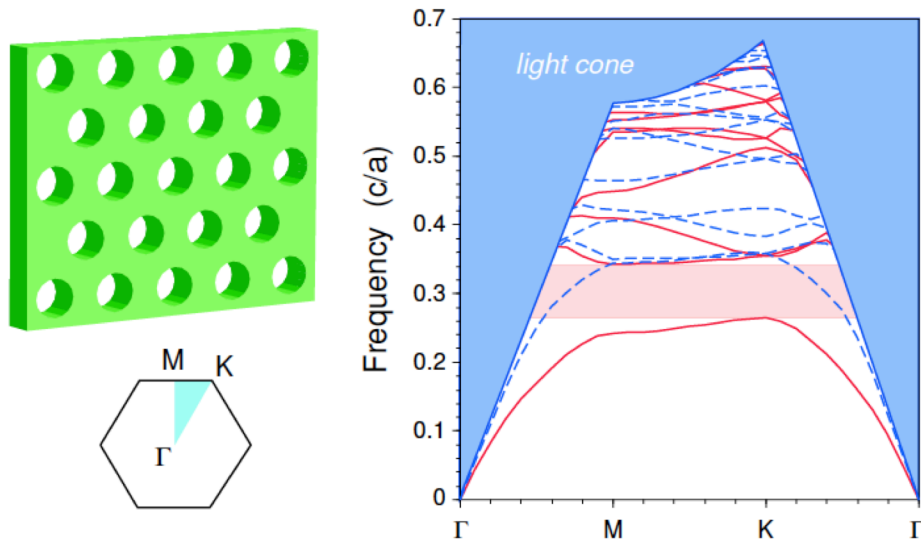 M
K
Γ
Frequency (c/a)
0.7
0.6
0.5
0.4
0.3
0.2
0.1
0
light cone
Γ
M
K
Γ